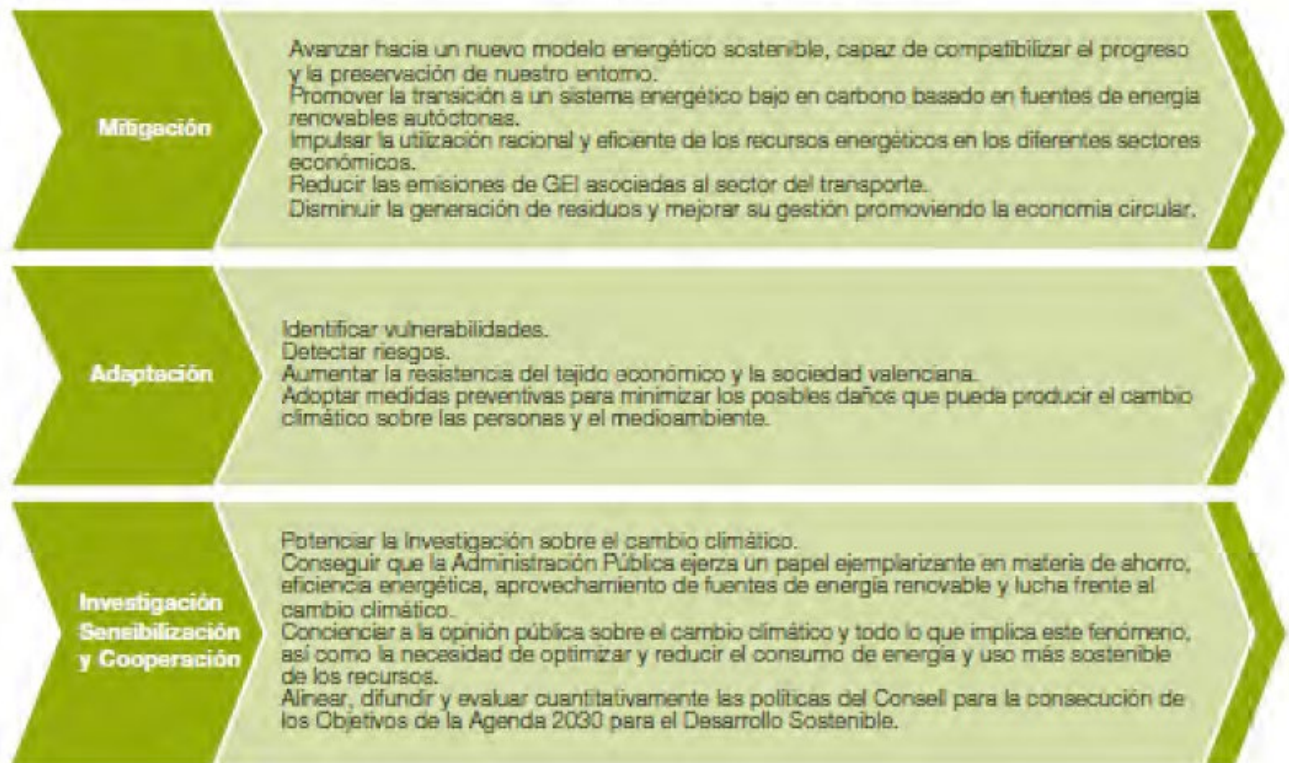 Mitigación
Avanzar hacia un nuevo modelo energético sostenible, capaz de compatibilizar el progreso
y la preservación de nuestro entorno.
Promover la transición a un sistema energético bajo en carbono basado en fuentes de energía
renovables autóctonas.
Impulsar la utilización racional y eficiente de los recursos energéticos en los diferentes sectores
económicos.
Reducir las emisiones de GEI asociadas al sector del transporte.
Disminuir la generación de residuos y mejorar su gestión promoviendo la economía circular.
Adaptación
Identificar vulnerabilidades.
Detectar riesgos.
Aumentar la resistencia del tejido económico y la sociedad valenciana.
Adoptar medidas preventivas para minimizar los posibles daños que pueda producir el cambio
climático sobre las personas y el medioambiente.
Investigación
Sensibilización
y Cooperación
Potenciar la Investigación sobre el cambio climático.
Conseguir que la Administración Pública ejerza un papel ejemplarizante en materia de ahorro,
eficiencia energética, aprovechamiento de fuentes de energía renovable y lucha frente al
cambio climático.
Concienciar a la opinión pública sobre el cambio climático y todo lo que implica este fenómeno,
así como la necesidad de optimizar y reducir el consumo de energía y uso más sostenible
de los recursos.
Alinear, difundir y evaluar cuantitativamente las políticas del Consell para la consecución de
los Objetivos de la Agenda 2030 para el Desarrollo Sostenible.